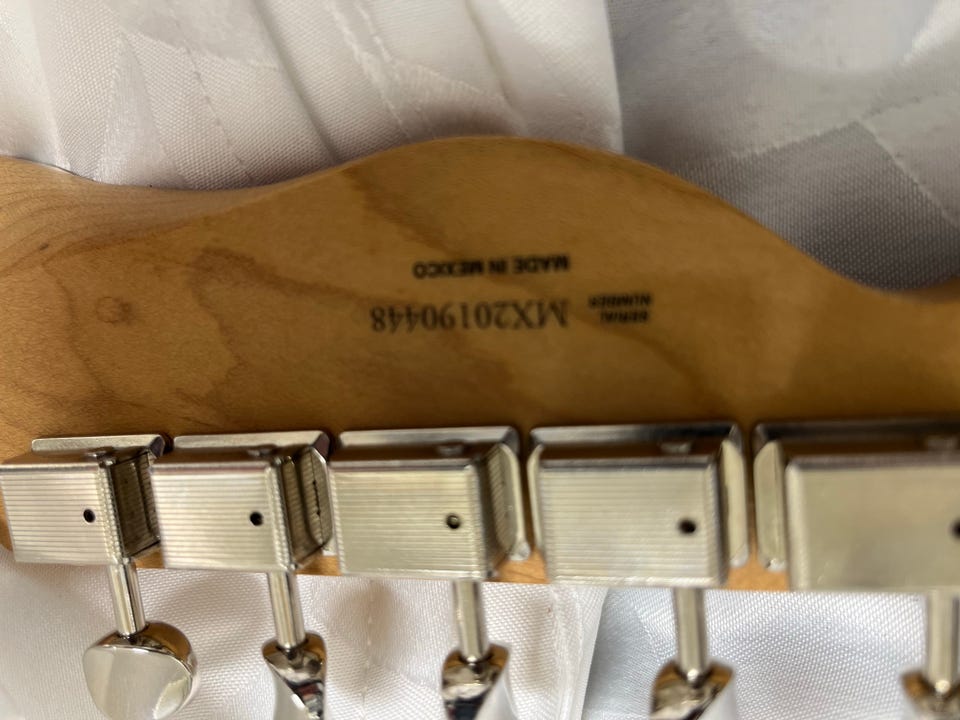 SERIAL
NUMBER
MX20190448
MADE IN MEXICO